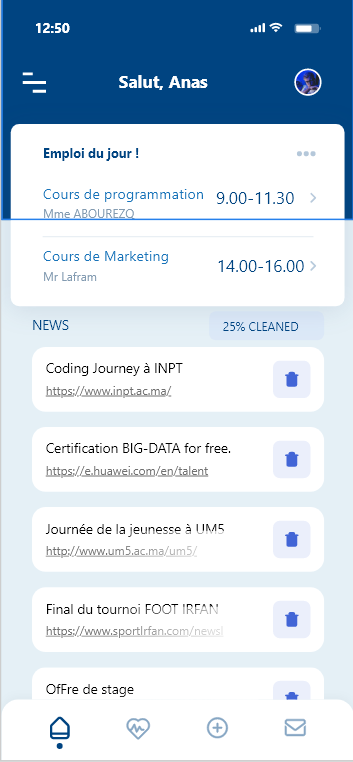 12:50
Salut, Anas
Emploi du jour !
Cours de programmation 9.00-11.30
Mme ABOUREZQ
Cours de Marketing 14.00-16.00
Mr Lafram
NEWS 25% CLEANED
Coding Journey à INPT
https://www.inpt.ac.ma/
Certification BIG-DATA for free.
https://e.huawei.com/en/talent
Journée de la jeunesse à UM5
http://www.um5.ac.ma/um5/
Final du tournoi FOOT IRFAN
https://www.sportIrfan.com/newsl
OfFre de stage